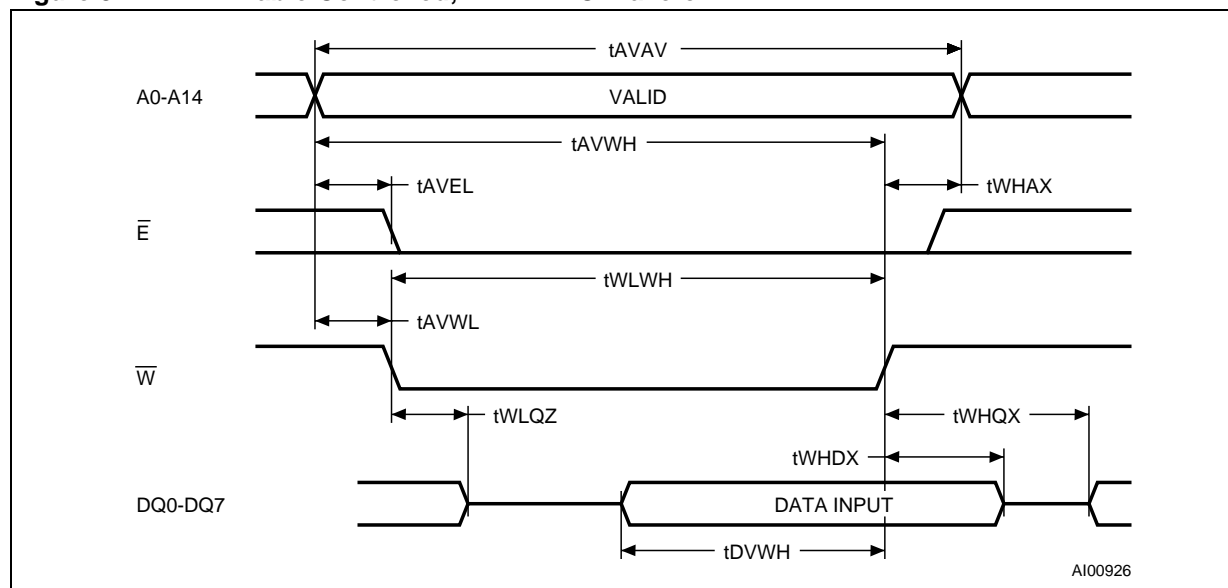 tAVAV
A0-A14
VALID
tAVWH
tAVEL
tWHAX
E̅
tWLWH
tAVWL
W̅
tWLQZ
tWHQX
tWHDX
DQ0-DQ7
DATA INPUT
tDVWH
AI00926